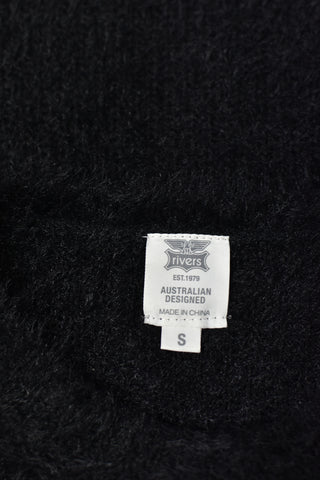 rivers
EST.1979
AUSTRALIAN
DESIGNED
MADE IN CHINA
S